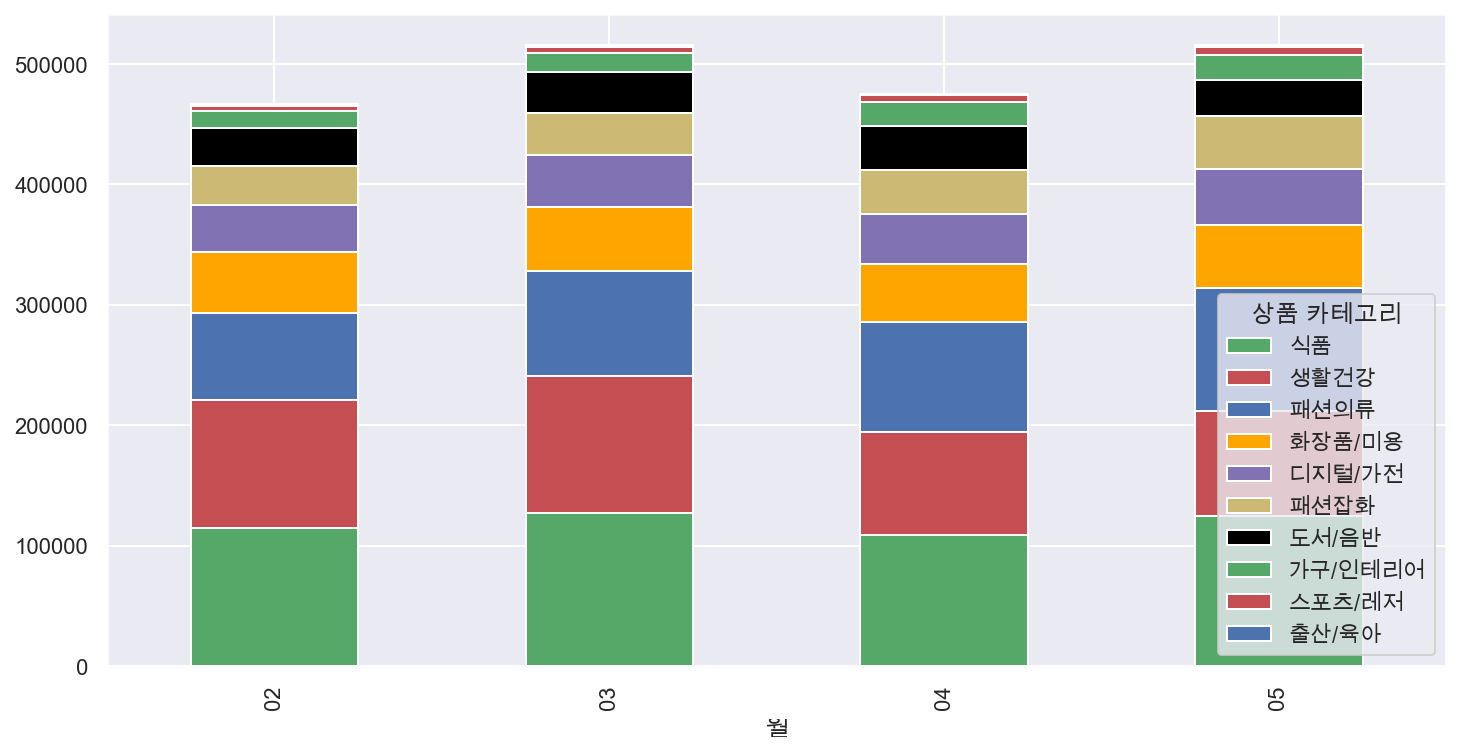 500000
400000
300000
200000
100000
0
02
03
04
05
월
상품 카테고리
식품
생활건강
패션의류
화장품/미용
디지털/가전
패션잡화
도서/음반
가구/인테리어
스포츠/레저
출산/육아